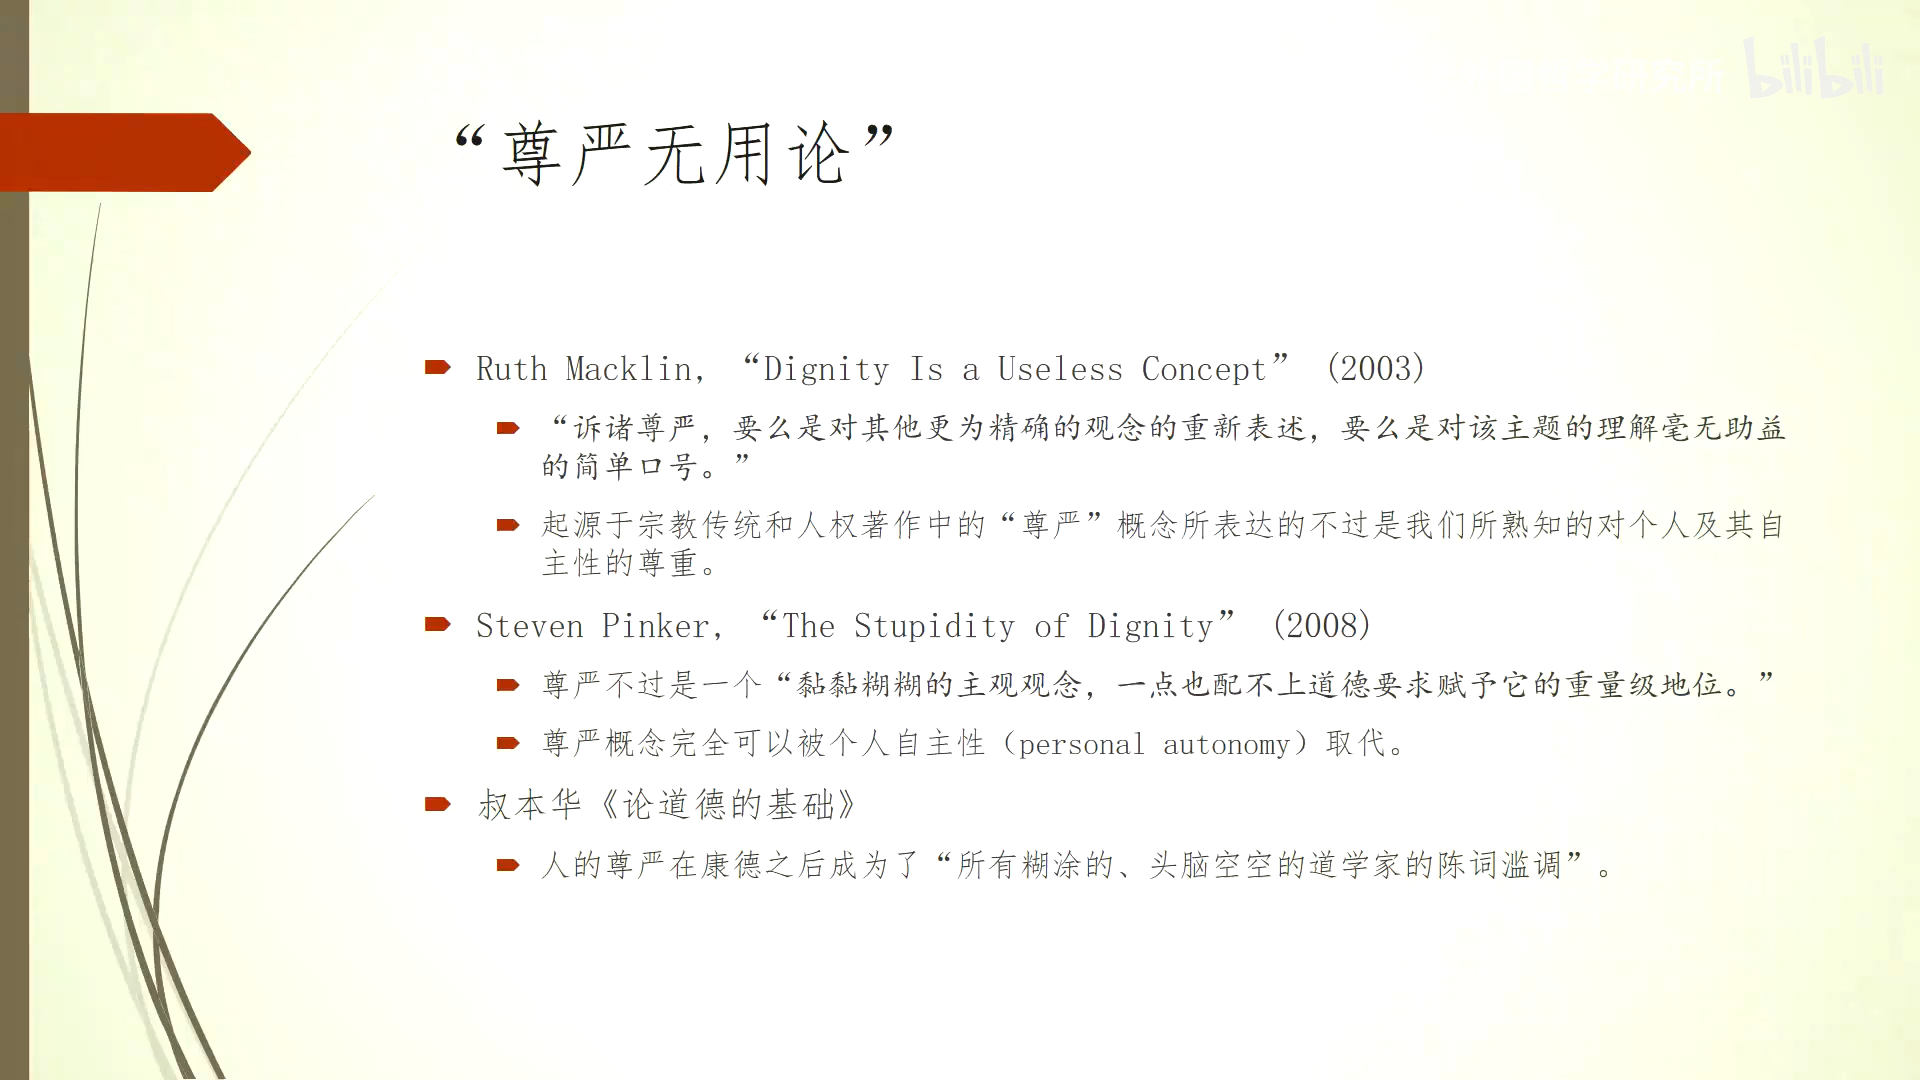 bilibili
“尊严无用论”
Ruth Macklin, “Dignity Is a Useless Concept” (2003)
“诉诸尊严，要么是对其他更为精确的观念的重新表述，要么是对该主题的理解毫无助益
的简单口号。”
起源于宗教传统和人权著作中的“尊严”概念所表达的不过是我们所熟知的对个人及其自
主性的尊重。
Steven Pinker, “The Stupidity of Dignity” (2008)
尊严不过是一个“黏黏糊糊的主观观念，一点也配不上道德要求赋予它的重量级地位。”
尊严概念完全可以被个人自主性（personal autonomy）取代。
叔本华《论道德的基础》
人的尊严在康德之后成为了“所有糊涂的、头脑空空的道学家的陈词滥调”。